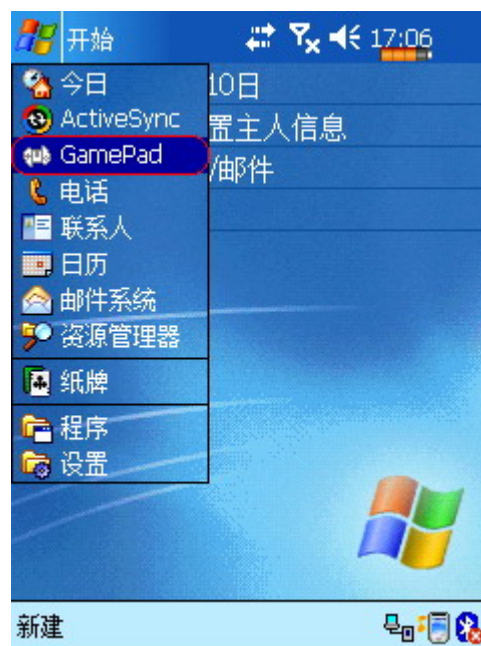 开始 17:06
今日
10日
ActiveSync
置主人信息
GamePad
/邮件
电话
联系人
日历
邮件系统
资源管理器
纸牌
程序
设置
新建